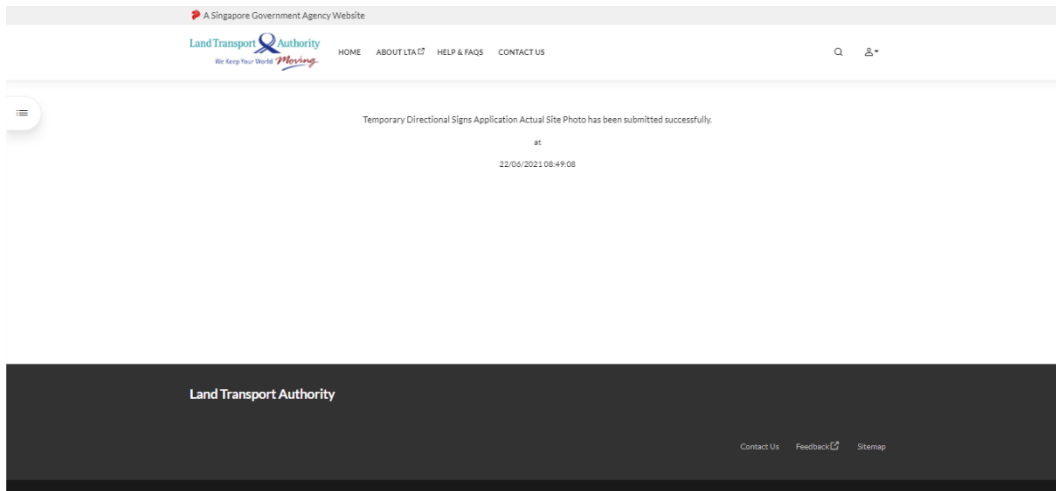 A Singapore Government Agency Website
Land Transport Authority
We Keep Your World Moving
HOME ABOUT LTA HELP & FAQS CONTACT US
Temporary Directional Signs Application Actual Site Photo has been submitted successfully.
at
22/06/2021 08:49:08
Land Transport Authority
Contact Us Feedback Sitemap